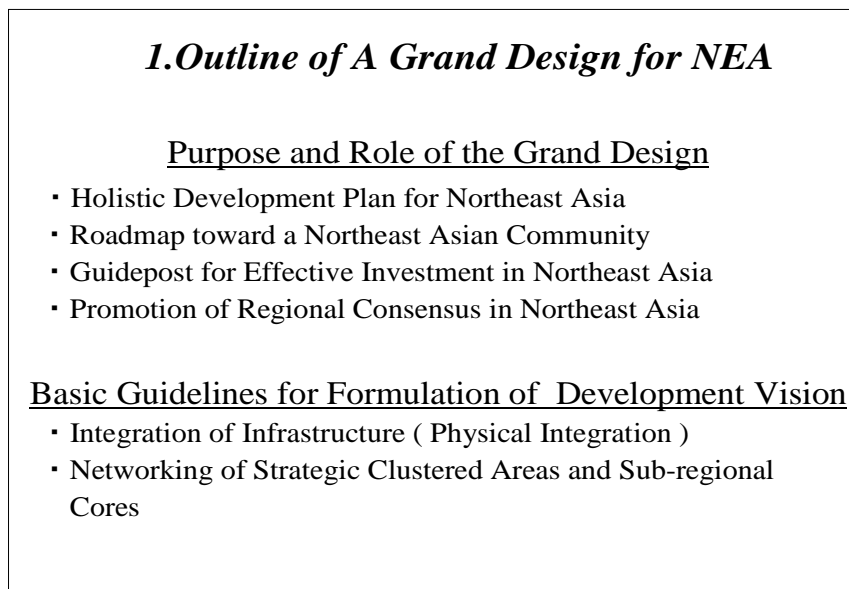 1.Outline of A Grand Design for NEA
Purpose and Role of the Grand Design
・Holistic Development Plan for Northeast Asia
・Roadmap toward a Northeast Asian Community
・Guidepost for Effective Investment in Northeast Asia
・Promotion of Regional Consensus in Northeast Asia
Basic Guidelines for Formulation of  Development Vision
・Integration of Infrastructure ( Physical Integration )
・Networking of Strategic Clustered Areas and Sub-regional
Cores